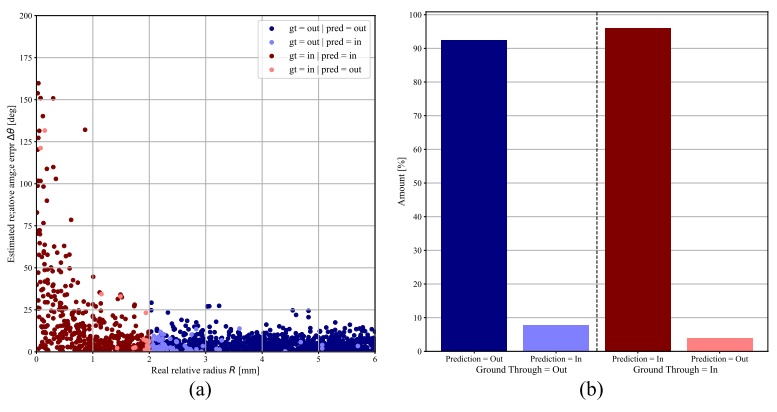 200
175
150
125
100
75
50
25
0
Estimated re;atove amg;e errpr Δθ [deg]
gt = out | pred = out
gt = out | pred = in
gt = in | pred = in
gt = in | pred = out
0 1 2 3 4 5 6
Real relative radius R [mm]
(a)
100
90
80
70
60
50
40
30
20
10
0
Amount [%]
Prediction = Out Prediction = In Prediction = In Prediction = Out
Ground Through = Out Ground Through = In
(b)